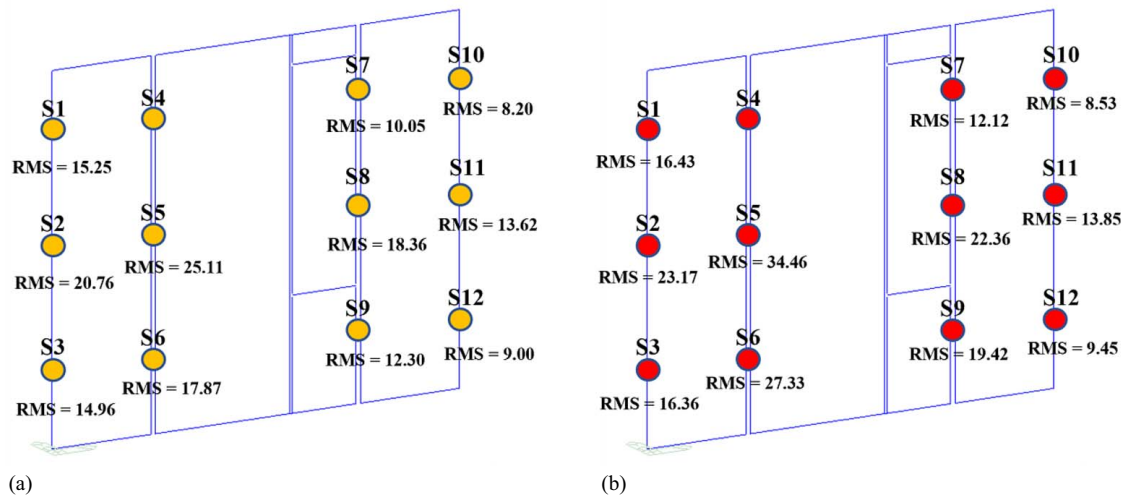 S10
S7
RMS = 8.20
S4
S1
RMS = 10.05
RMS = 15.25
S11
S8
S5
RMS = 13.62
S2
RMS = 18.36
RMS = 25.11
RMS = 20.76
S12
S9
S6
S3
RMS = 9.00
RMS = 12.30
RMS = 17.87
RMS = 14.96
(a)
S10
S7
RMS = 8.53
S4
S1
RMS = 12.12
RMS = 16.43
S11
S8
S5
RMS = 13.85
S2
RMS = 22.36
RMS = 34.46
RMS = 23.17
S12
S9
S6
S3
RMS = 9.45
RMS = 19.42
RMS = 27.33
RMS = 16.36
(b)